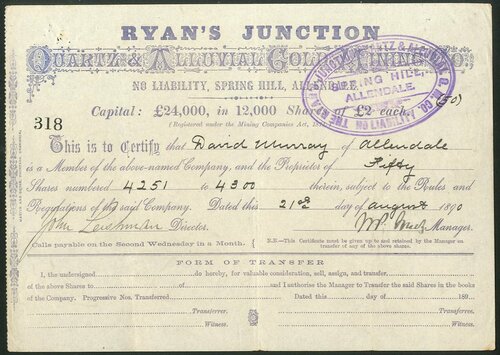 RYAN'S JUNCTION
QUARTZ & ALLUVIAL GOLD MINING CO.
NO LIABILITY, SPRING HILL, ALLENDALE.
SPRING HILL,
ALLENDALE.
NO LIABILITY
Capital: £24,000, in 12,000 Shares of £2 each. (50)
(Registered under the Mining Companies Act, 187
318
This is to Certify that David Murray of Allendale
is a Member of the above-named Company, and the Proprietor of Fifty
Shares numbered 4251 to 4300 therein, subject to the Rules and
Regulations of the said Company. Dated this 21st day of August 1890
John Leishman Director. Manager.
Calls payable on the Second Wednesday in a Month.
N.B.—This Certificate must be given up to and retained by the Manager on
transfer of any of the above shares.
FORM OF TRANSFER
I, the undersigned do hereby, for valuable consideration, sell, assign, and transfer
of the above Shares to and I authorise the Manager to Transfer the said Shares in the books
of the Company. Progressive Nos. Transferred Dated this day of 189
Transferrer. Transferree.
Witness. Witness.